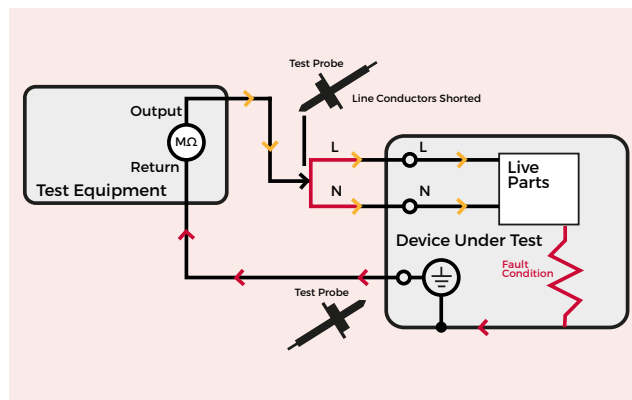 Test Probe
Line Conductors Shorted
Output
MΩ
Return
Test Equipment
L
L
N
N
Live
Parts
Device Under Test
Fault
Condition
Test Probe